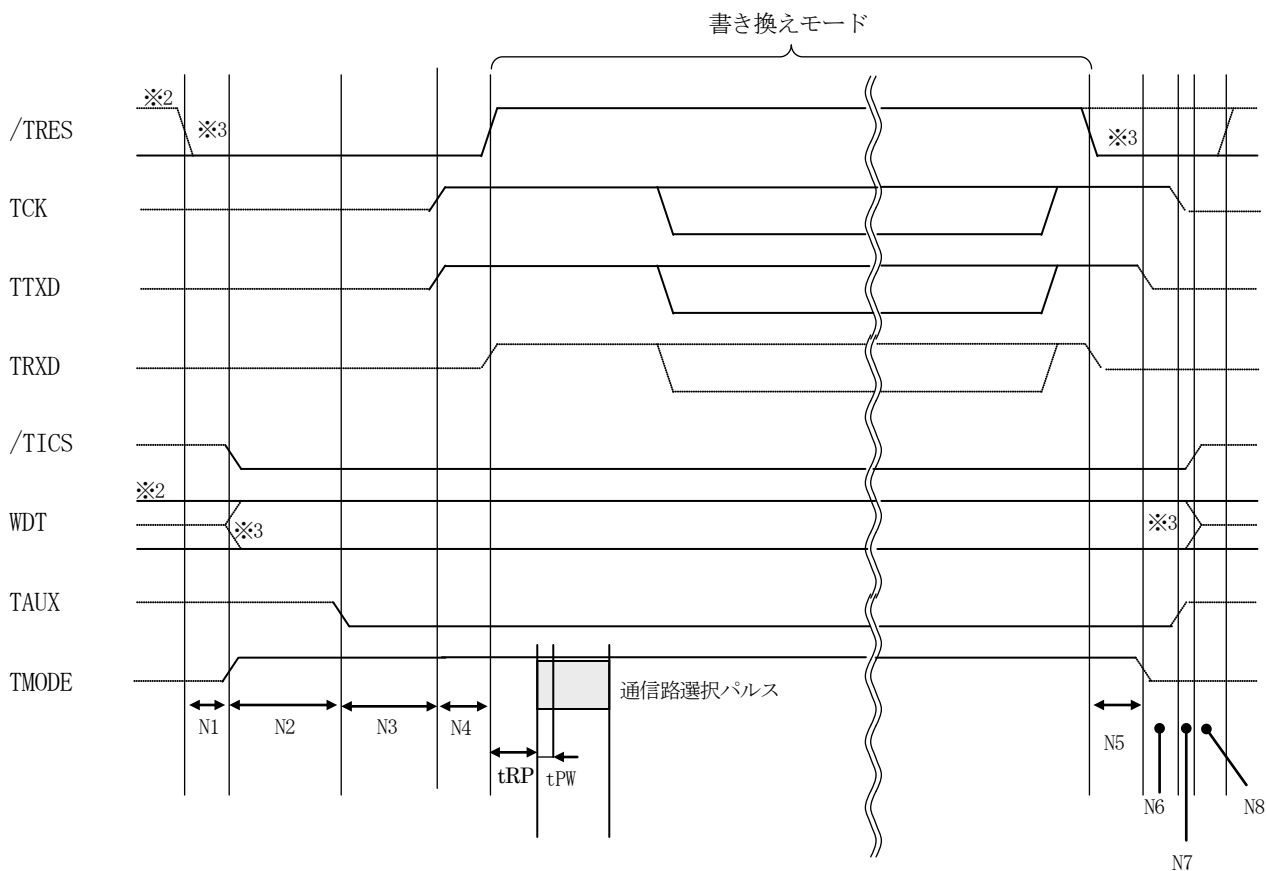 書き換えモード
※2
/TRES
※3
※3
TCK
TTXD
TRXD
/TICS
※2
WDT
※3
※3
TAUX
TMODE
通信路選択パルス
N1
N2
N3
N4
N5
tRP
tPW
N6
N8
N7